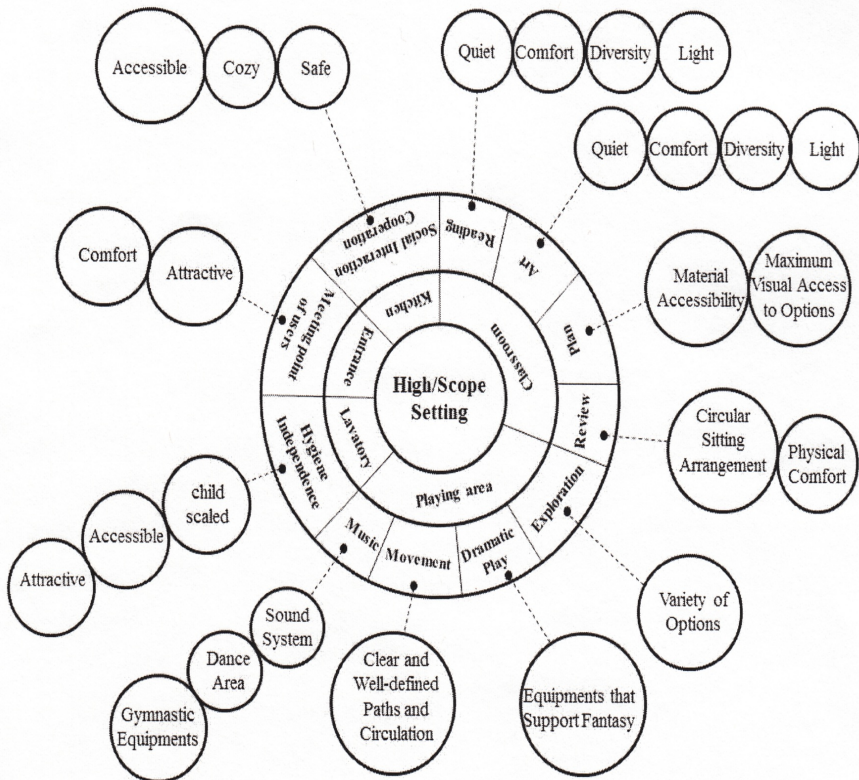 Accessible
Cozy
Safe
Quiet
Comfort
Diversity
Light
Quiet
Comfort
Diversity
Light
Comfort
Attractive
Material
Accessibility
Maximum
Visual Access
to Options
Circular
Sitting
Arrangement
Physical
Comfort
Variety of
Options
Equipments that
Support Fantasy
Clear and
Well-defined
Paths and
Circulation
Sound
System
Dance
Area
Gymnastic
Equipments
child
scaled
Accessible
Attractive
Social Interaction
Cooperation
Reading
Art
Plan
Review
Exploration
Dramatic
Play
Movement
Music
Hygiene
Independence
Meeting point
of users
Kitchen
Classroom
Playing area
Lavatory
Entrance
High/Scope
Setting